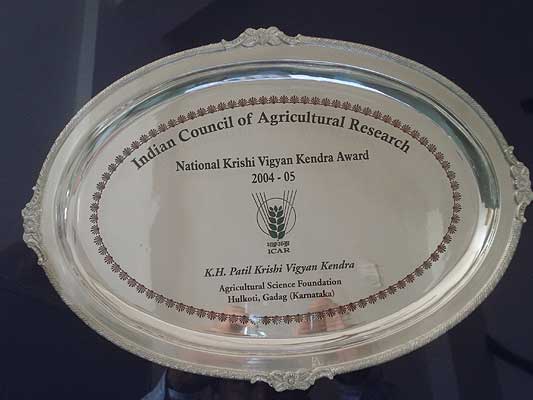 Indian Council of Agricultural Research
National Krishi Vigyan Kendra Award
2004 - 05
ICAR
K.H. Patil Krishi Vigyan Kendra
Agricultural Science Foundation
Hulkoti, Gadag (Karnataka)